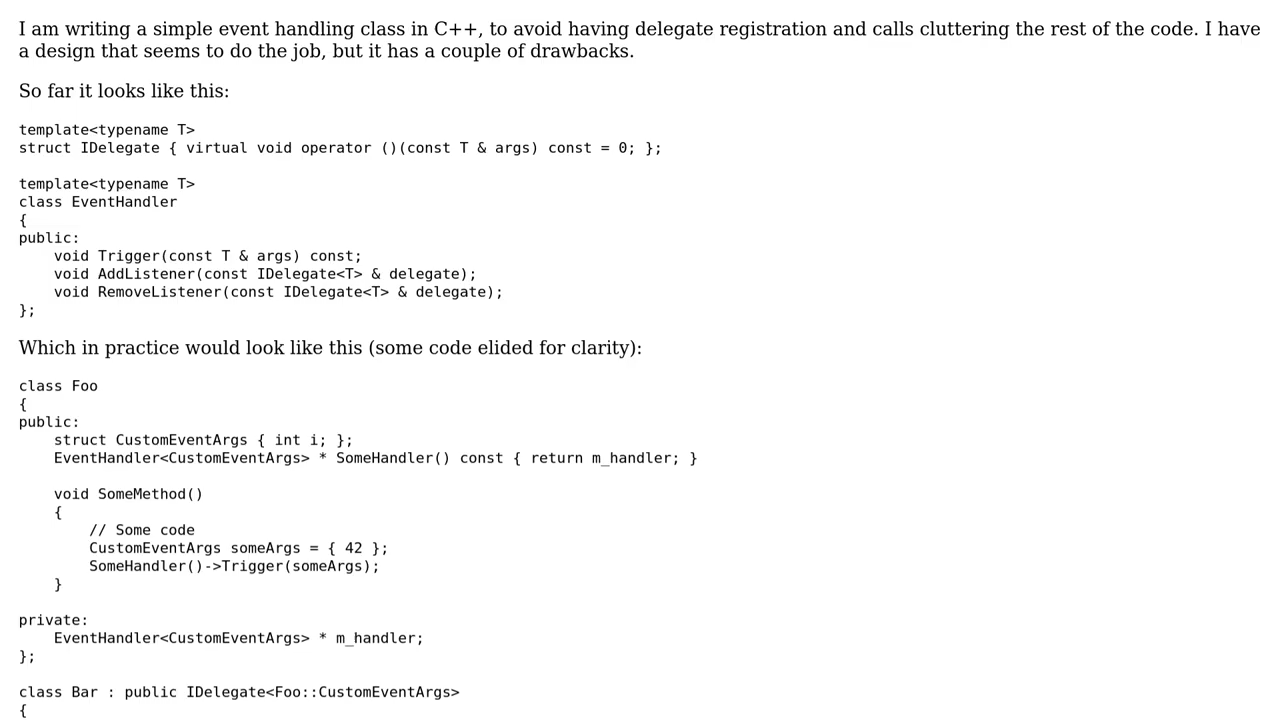 I am writing a simple event handling class in C++, to avoid having delegate registration and calls cluttering the rest of the code. I have
a design that seems to do the job, but it has a couple of drawbacks.
So far it looks like this:
template<typename T>
struct IDelegate { virtual void operator ()(const T & args) const = 0; };
template<typename T>
class EventHandler
{
public:
    void Trigger(const T & args) const;
    void AddListener(const IDelegate<T> & delegate);
    void RemoveListener(const IDelegate<T> & delegate);
};
Which in practice would look like this (some code elided for clarity):
class Foo
{
public:
    struct CustomEventArgs { int i; };
    EventHandler<CustomEventArgs> * SomeHandler() const { return m_handler; }
    void SomeMethod()
    {
        // Some code
        CustomEventArgs someArgs = { 42 };
        SomeHandler()->Trigger(someArgs);
    }
private:
    EventHandler<CustomEventArgs> * m_handler;
};
class Bar : public IDelegate<Foo::CustomEventArgs>
{